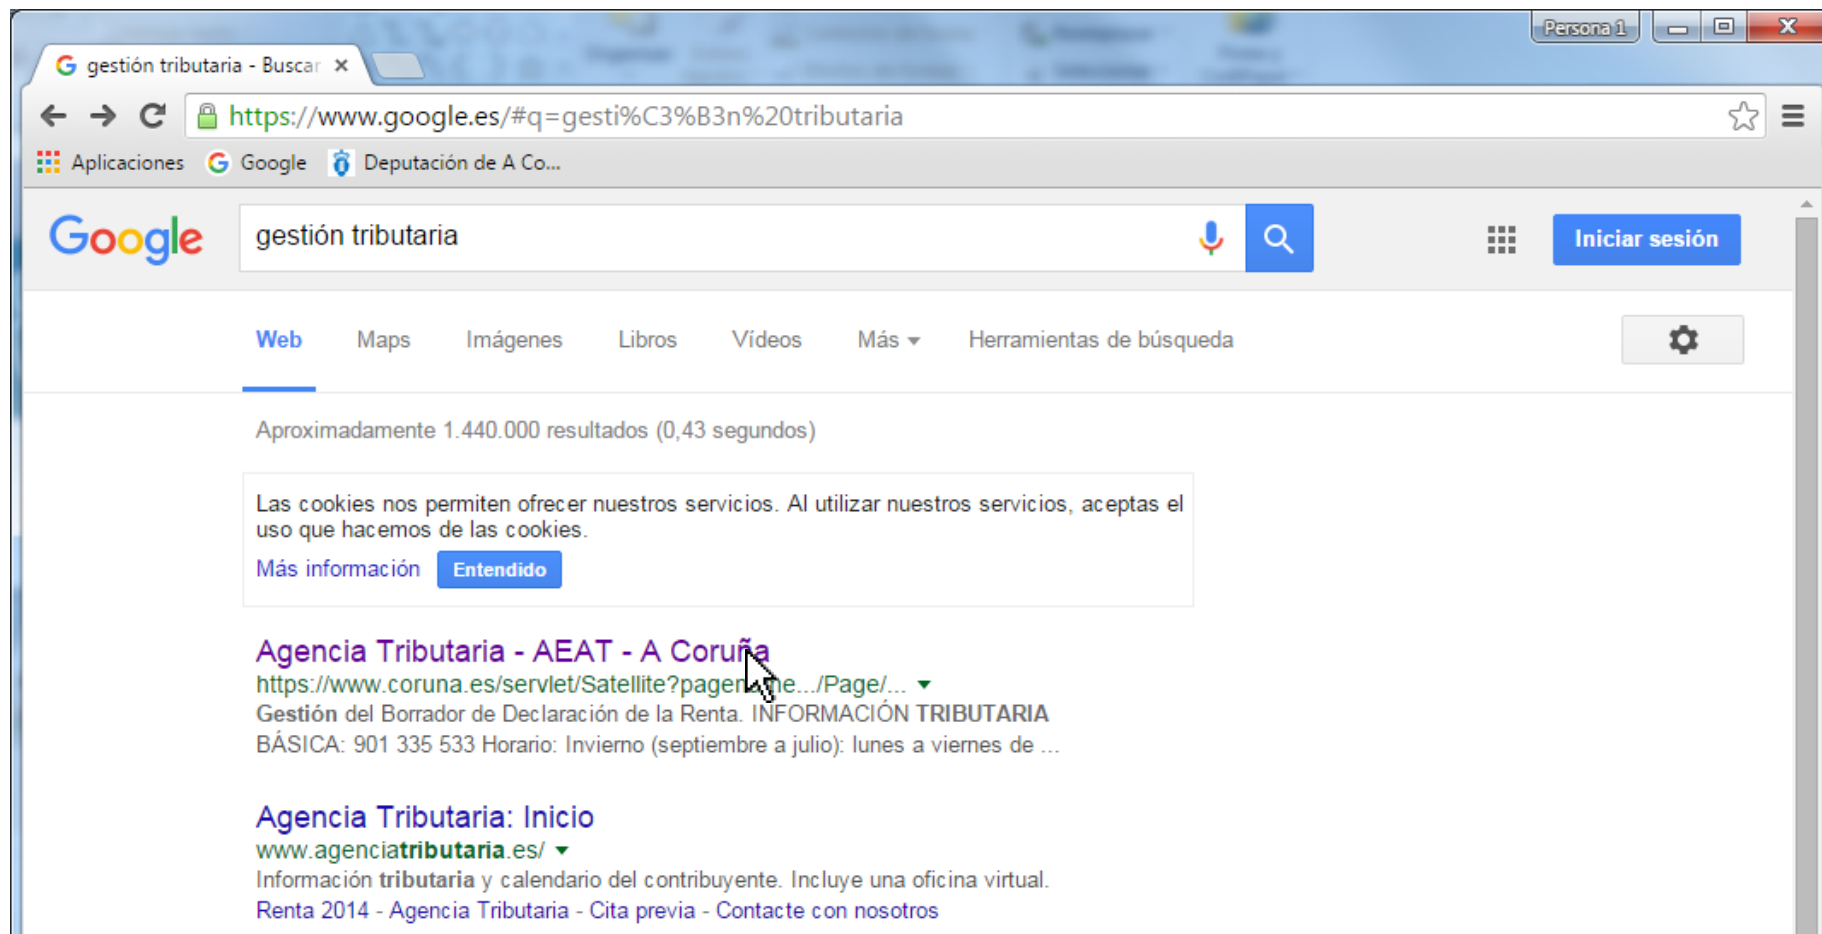 Persona 1
gestión tributaria - Buscar
https://www.google.es/#q=gesti%C3%B3n%20tributaria
Aplicaciones Google Deputación de A Co...
Google gestión tributaria Iniciar sesión
Web Maps Imágenes Libros Vídeos Más Herramientas de búsqueda
Aproximadamente 1.440.000 resultados (0,43 segundos)
Las cookies nos permiten ofrecer nuestros servicios. Al utilizar nuestros servicios, aceptas el
uso que hacemos de las cookies.
Más información Entendido
Agencia Tributaria - AEAT - A Coruña
https://www.coruna.es/servlet/Satellite?pagename.../Page/...
Gestión del Borrador de Declaración de la Renta. INFORMACIÓN TRIBUTARIA
BÁSICA: 901 335 533 Horario: Invierno (septiembre a julio): lunes a viernes de ...
Agencia Tributaria: Inicio
www.agenciatributaria.es/
Información tributaria y calendario del contribuyente. Incluye una oficina virtual.
Renta 2014 - Agencia Tributaria - Cita previa - Contacte con nosotros